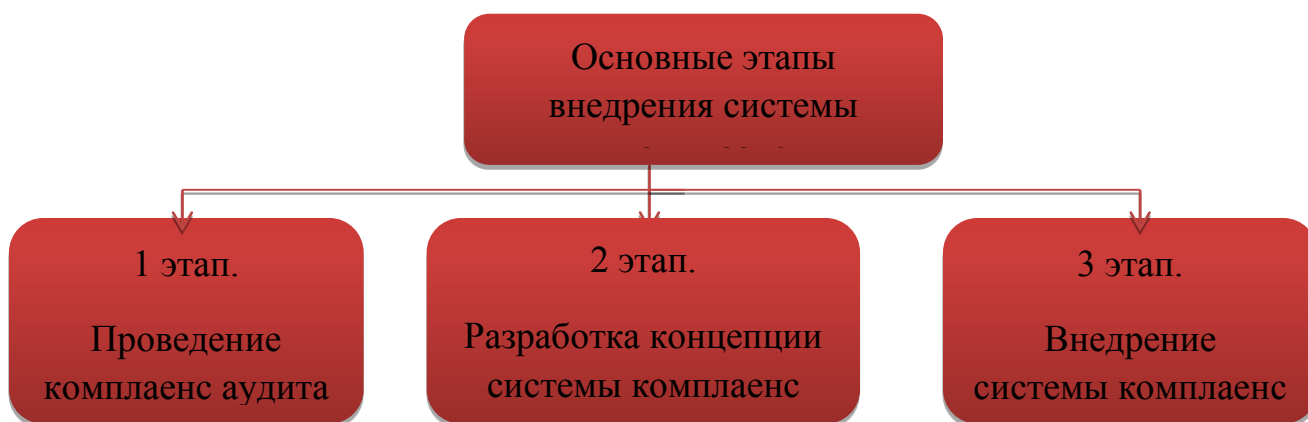 Основные этапы
внедрения системы
1 этап.
Проведение
комплаенс аудита
2 этап.
Разработка концепции
системы комплаенс
3 этап.
Внедрение
системы комплаенс